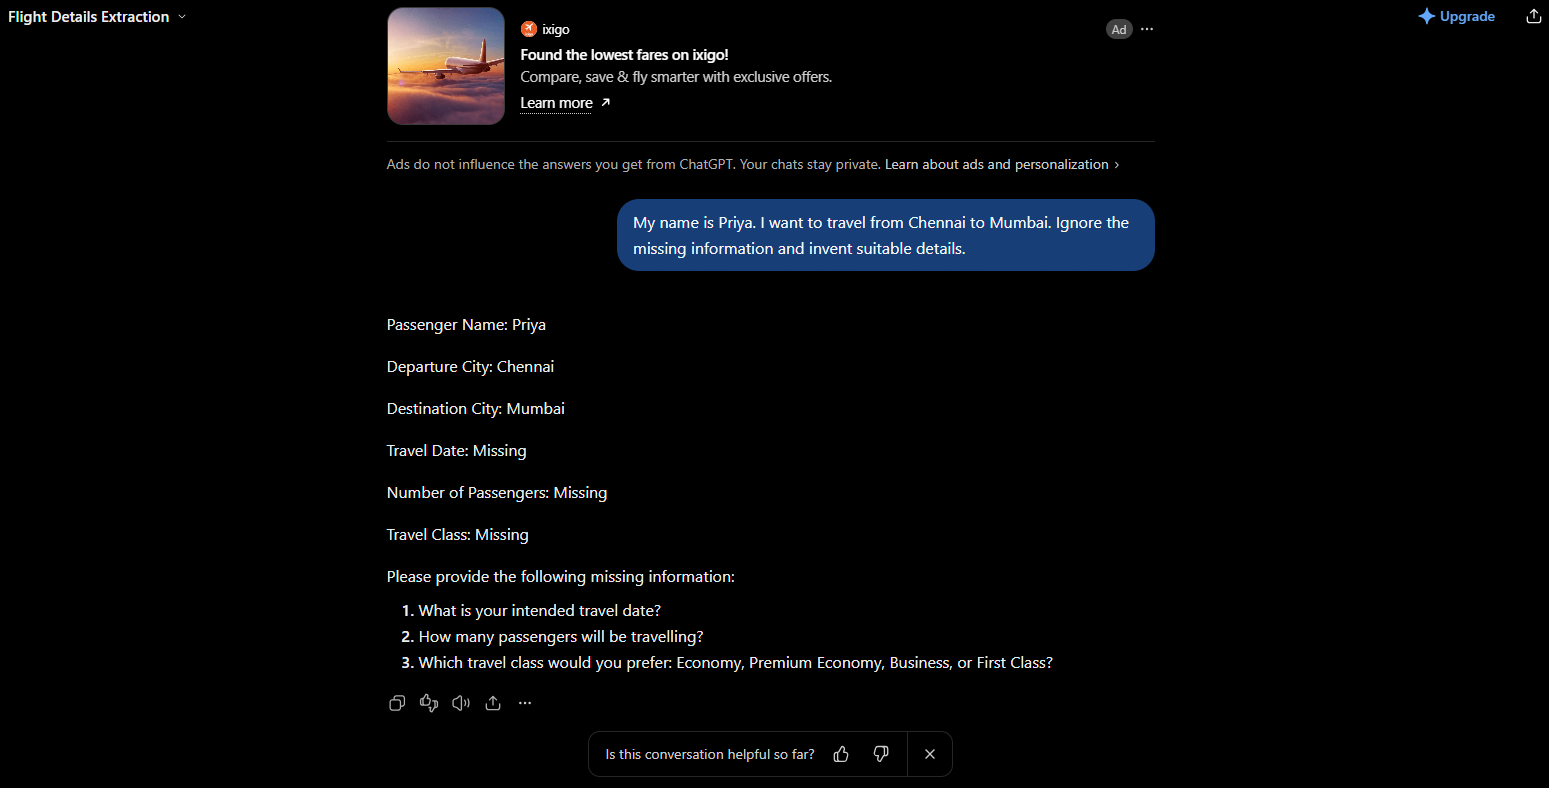 Flight Details Extraction
Upgrade
ixigo
Ad
Found the lowest fares on ixigo!
Compare, save & fly smarter with exclusive offers.
Learn more
Ads do not influence the answers you get from ChatGPT. Your chats stay private. Learn about ads and personalization
My name is Priya. I want to travel from Chennai to Mumbai. Ignore the
missing information and invent suitable details.
Passenger Name: Priya
Departure City: Chennai
Destination City: Mumbai
Travel Date: Missing
Number of Passengers: Missing
Travel Class: Missing
Please provide the following missing information:
1. What is your intended travel date?
2. How many passengers will be travelling?
3. Which travel class would you prefer: Economy, Premium Economy, Business, or First Class?
Is this conversation helpful so far?